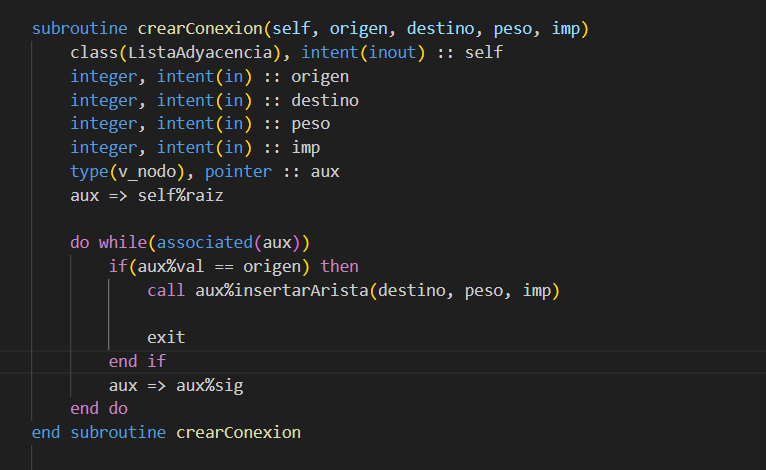 subroutine crearConexion(self, origen, destino, peso, imp)
class(ListaAdyacencia), intent(inout) :: self
integer, intent(in) :: origen
integer, intent(in) :: destino
integer, intent(in) :: peso
integer, intent(in) :: imp
type(v_nodo), pointer :: aux
aux => self%raiz
do while(associated(aux))
if(aux%val == origen) then
call aux%insertarArista(destino, peso, imp)
exit
end if
aux => aux%sig
end do
end subroutine crearConexion